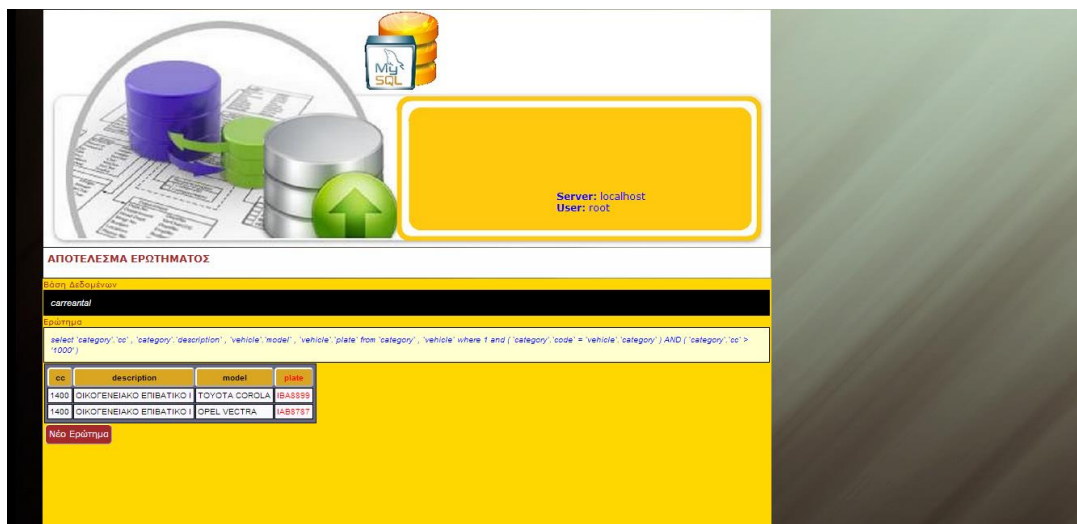 MySQL
Server: localhost
User: root
ΑΠΟΤΕΛΕΣΜΑ ΕΡΩΤΗΜΑΤΟΣ
Βάση Δεδομένων
carreantal
Ερώτημα
select `category`.`cc` , `category`.`description` , `vehicle`.`model` , `vehicle`.`plate` from `category` , `vehicle` where 1 and ( `category`.`code` = `vehicle`.`category` ) AND ( `category`.`cc` >
'1000' )
cc description model plate
1400 ΟΙΚΟΓΕΝΕΙΑΚΟ ΕΠΙΒΑΤΙΚΟ Ι TOYOTA COROLA IBA8899
1400 ΟΙΚΟΓΕΝΕΙΑΚΟ ΕΠΙΒΑΤΙΚΟ Ι OPEL VECTRA IAB8787
Νέο Ερώτημα